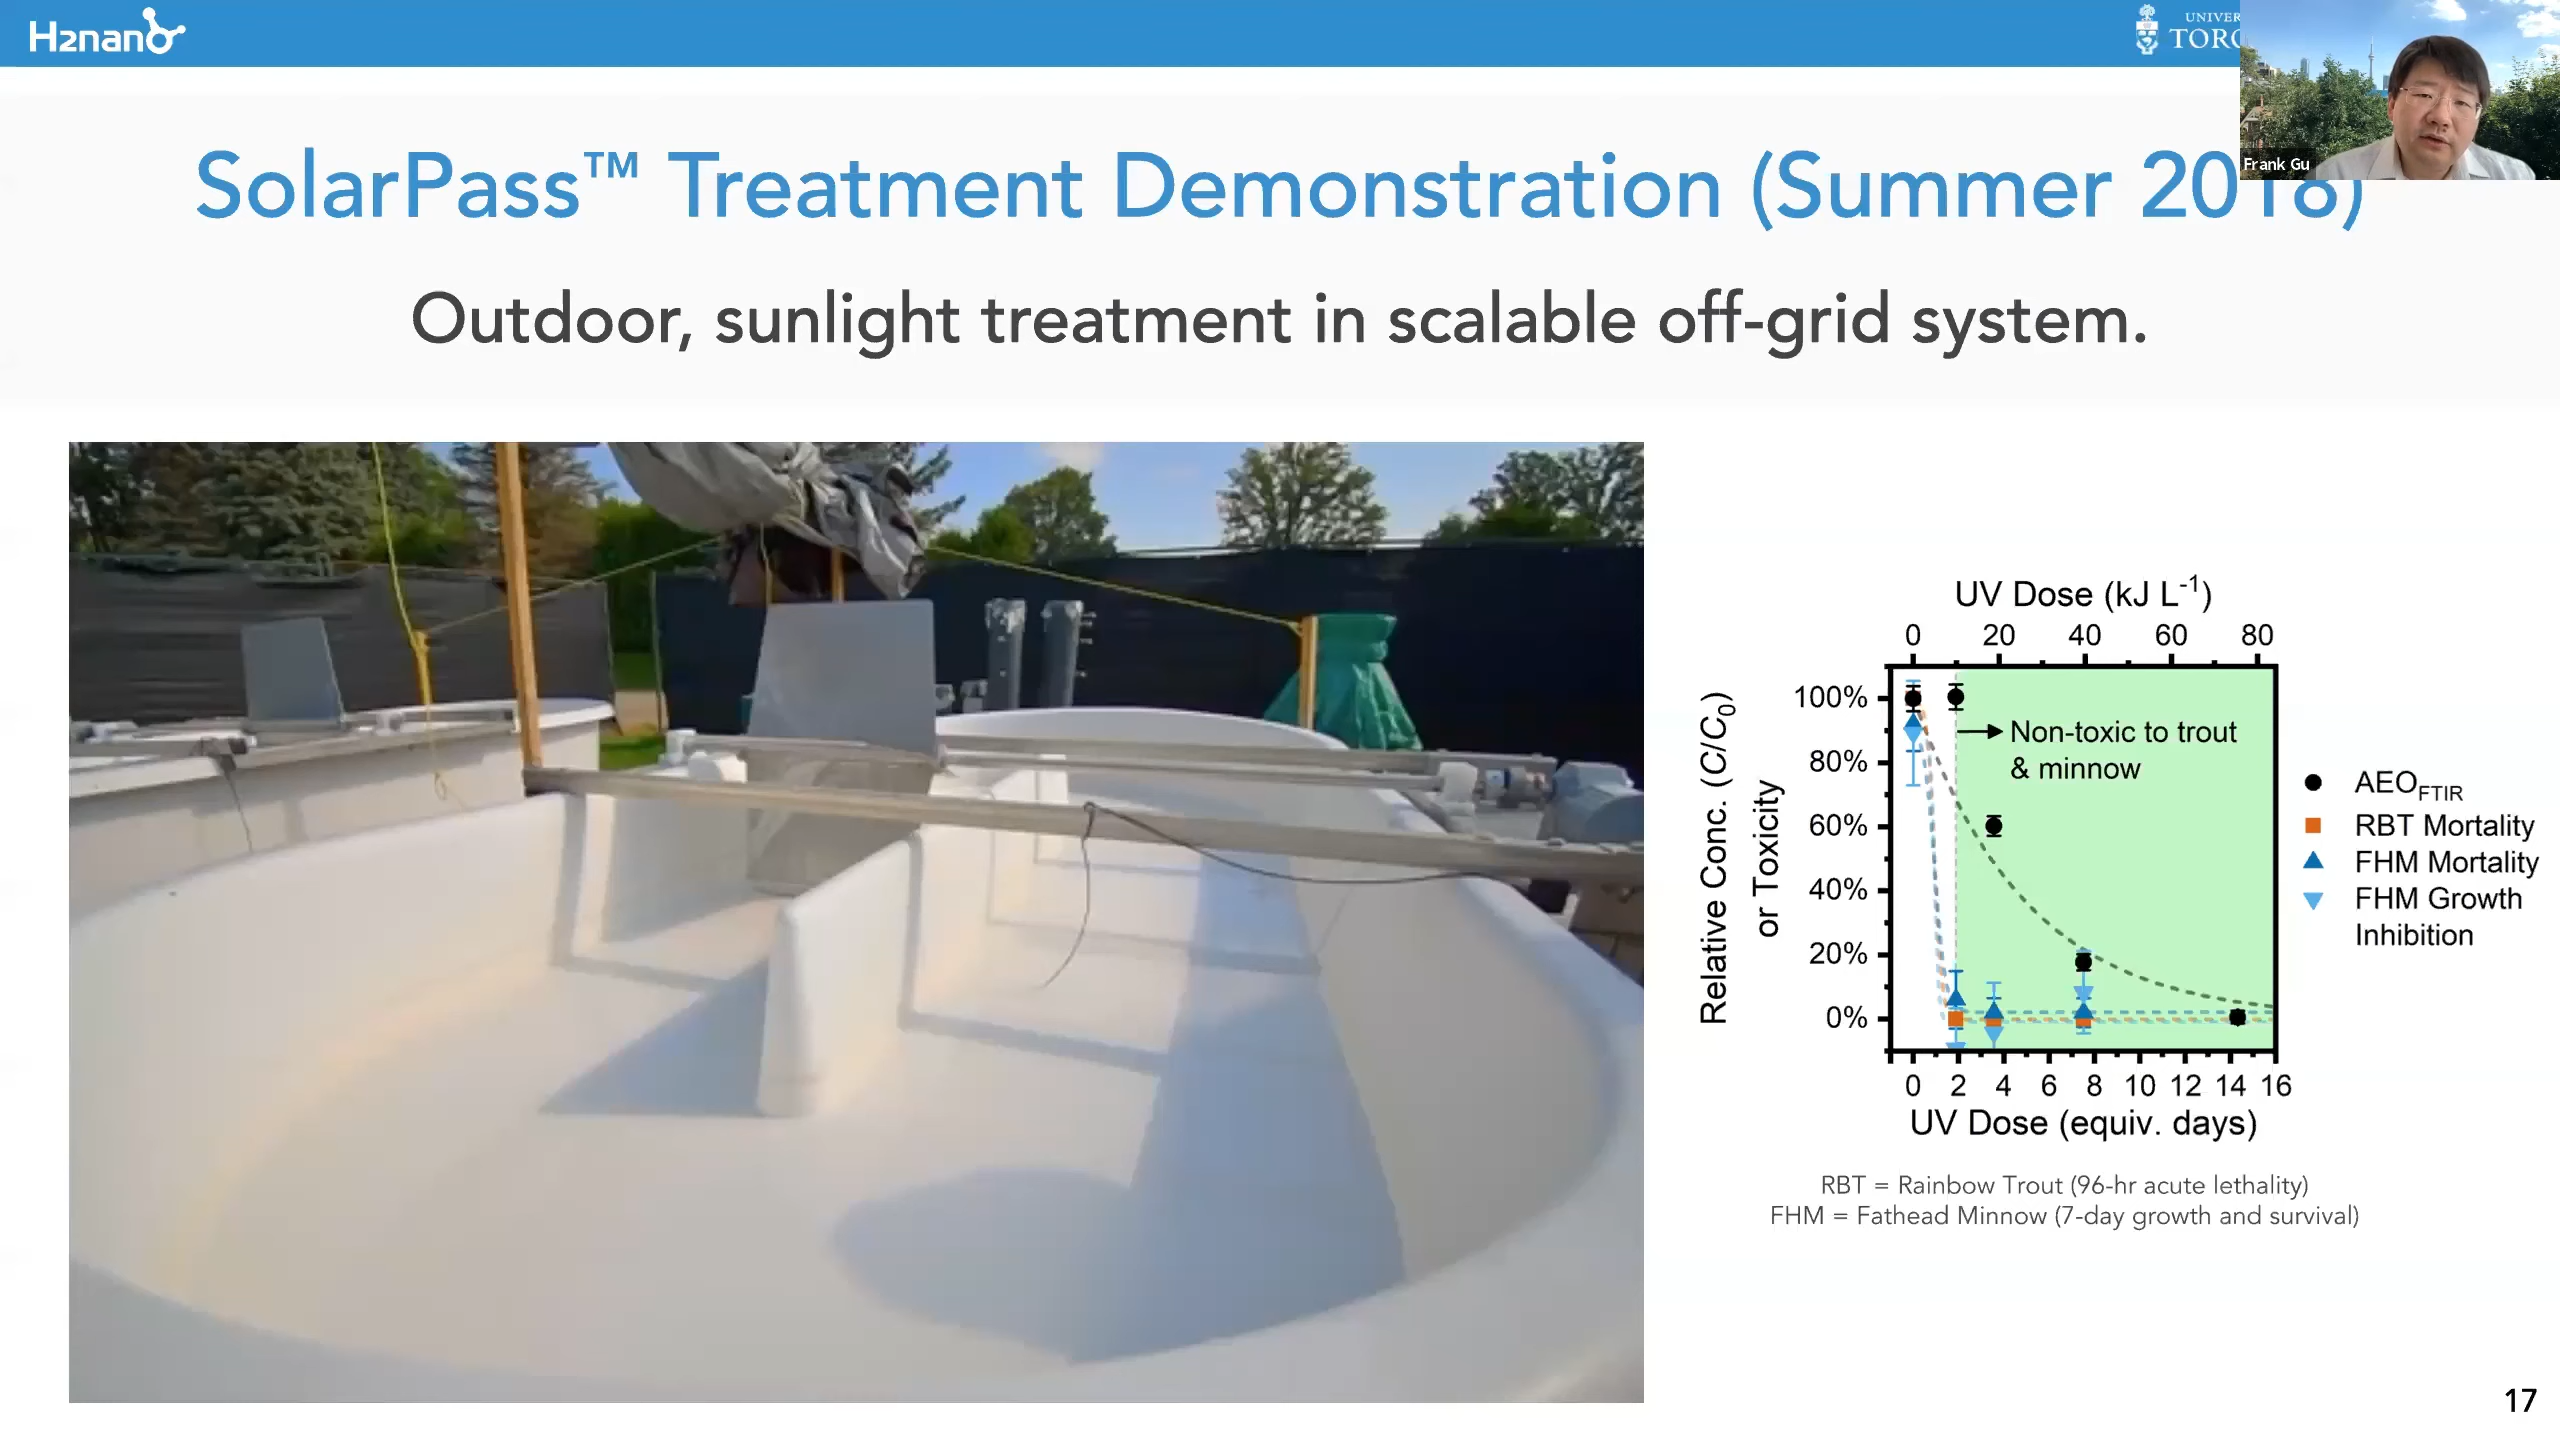 H2nanO
SolarPass™ Treatment Demonstration (Summer 2018)
Frank Gu
Outdoor, sunlight treatment in scalable off-grid system.
UV Dose (kJ L-1)
0 20 40 60 80
Relative Conc. (C/C0)
or Toxicity
100%
80%
60%
40%
20%
0%
Non-toxic to trout
& minnow
0 2 4 6 8 10 12 14 16
UV Dose (equiv. days)
AEOFTIR
RBT Mortality
FHM Mortality
FHM Growth
Inhibition
RBT = Rainbow Trout (96-hr acute lethality)
FHM = Fathead Minnow (7-day growth and survival)
17